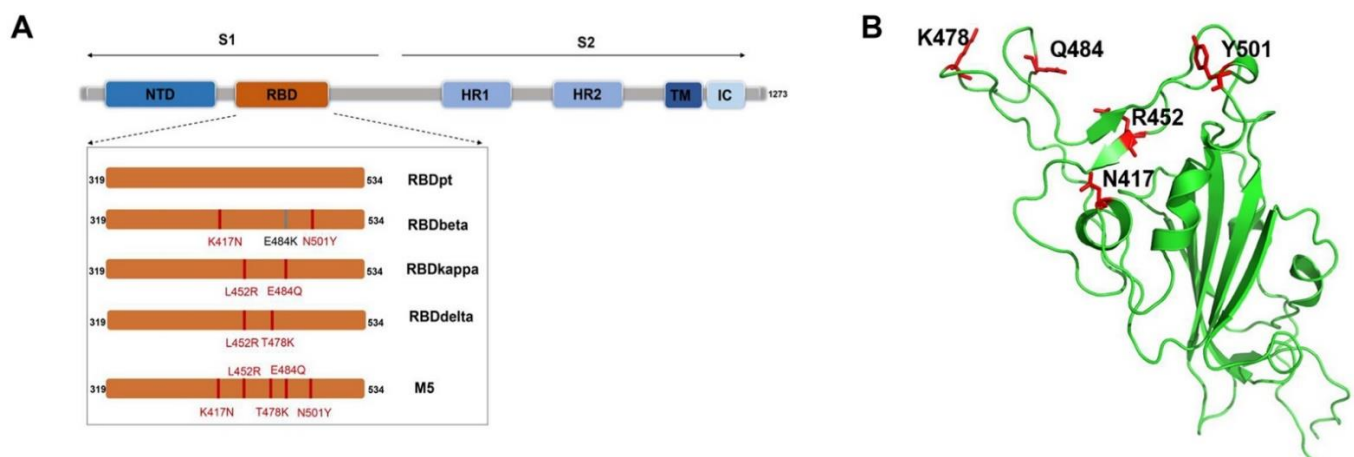 A
S1
S2
NTD
RBD
HR1
HR2
TM
IC
1273
319
534
RBDpt
319
534
RBDbeta
K417N
E484K
N501Y
319
534
RBDkappa
L452R
E484Q
319
534
RBDdelta
L452R
T478K
L452R
E484Q
319
534
M5
K417N
T478K
N501Y
B
K478
Q484
Y501
R452
N417